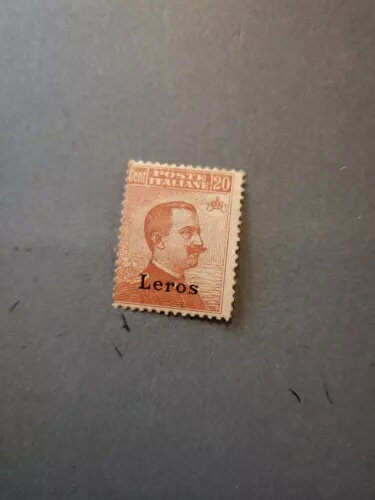 Cent POSTE 20
ITALIANE
Leros